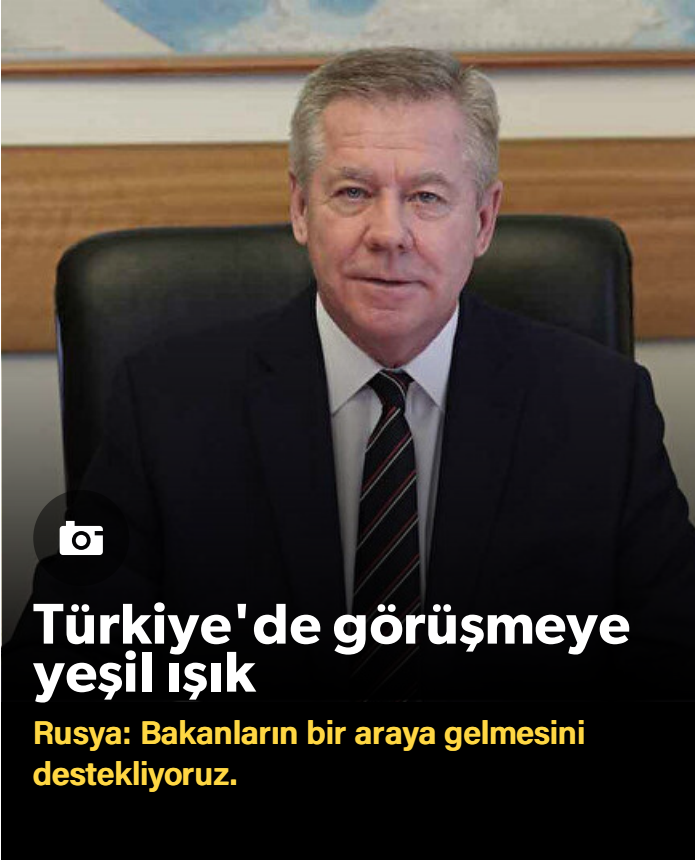 Türkiye'de görüşmeye
yeşil ışık
Rusya: Bakanların bir araya gelmesini
destekliyoruz.